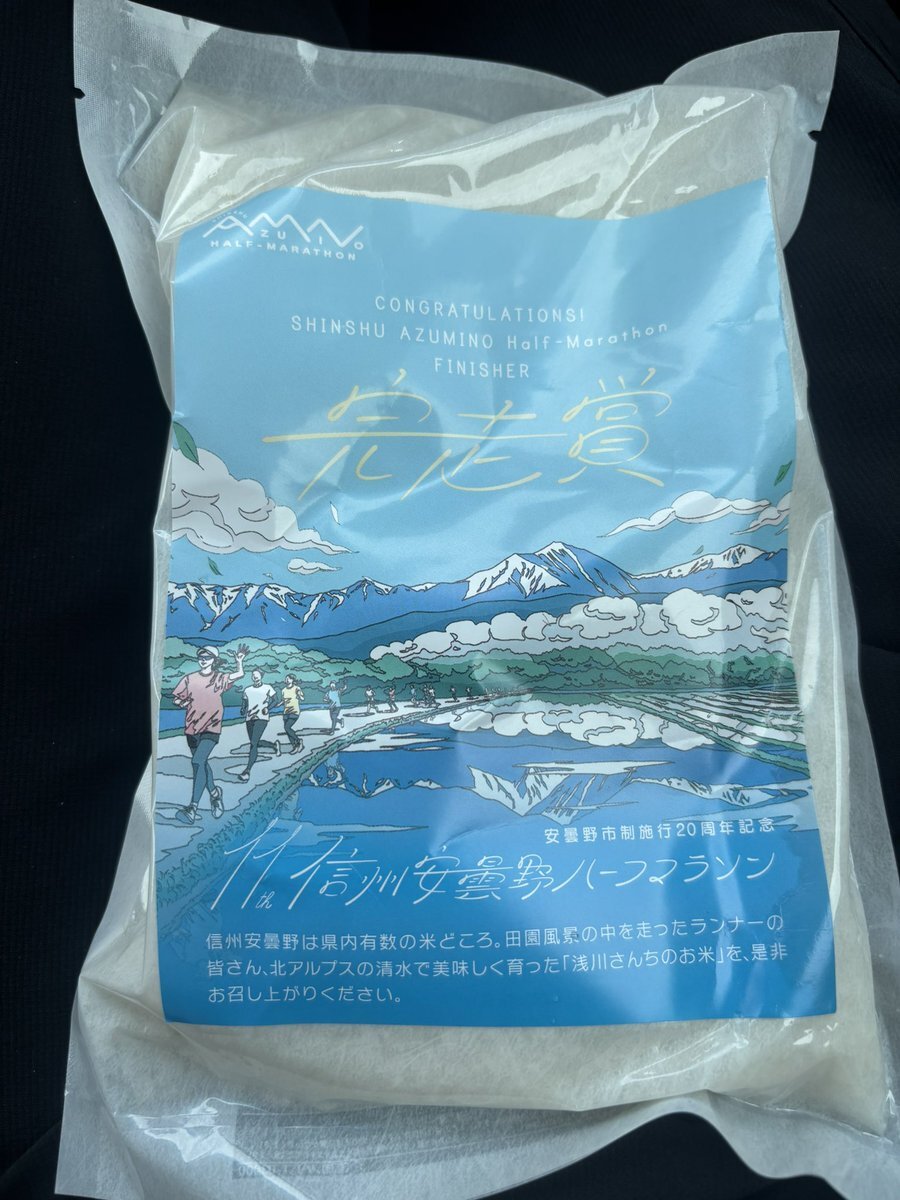 AZUMINO
HALF-MARATHON
CONGRATULATIONS!
SHINSHU AZUMINO Half-Marathon
FINISHER
完走賞
安曇野市制施行20周年記念
11th 信州安曇野ハーフマラソン
信州安曇野は県内有数の米どころ。田園風景の中を走ったランナーの
皆さん、北アルプスの清水で美味しく育った「浅川さんちのお米」を、是非
お召し上がりください。